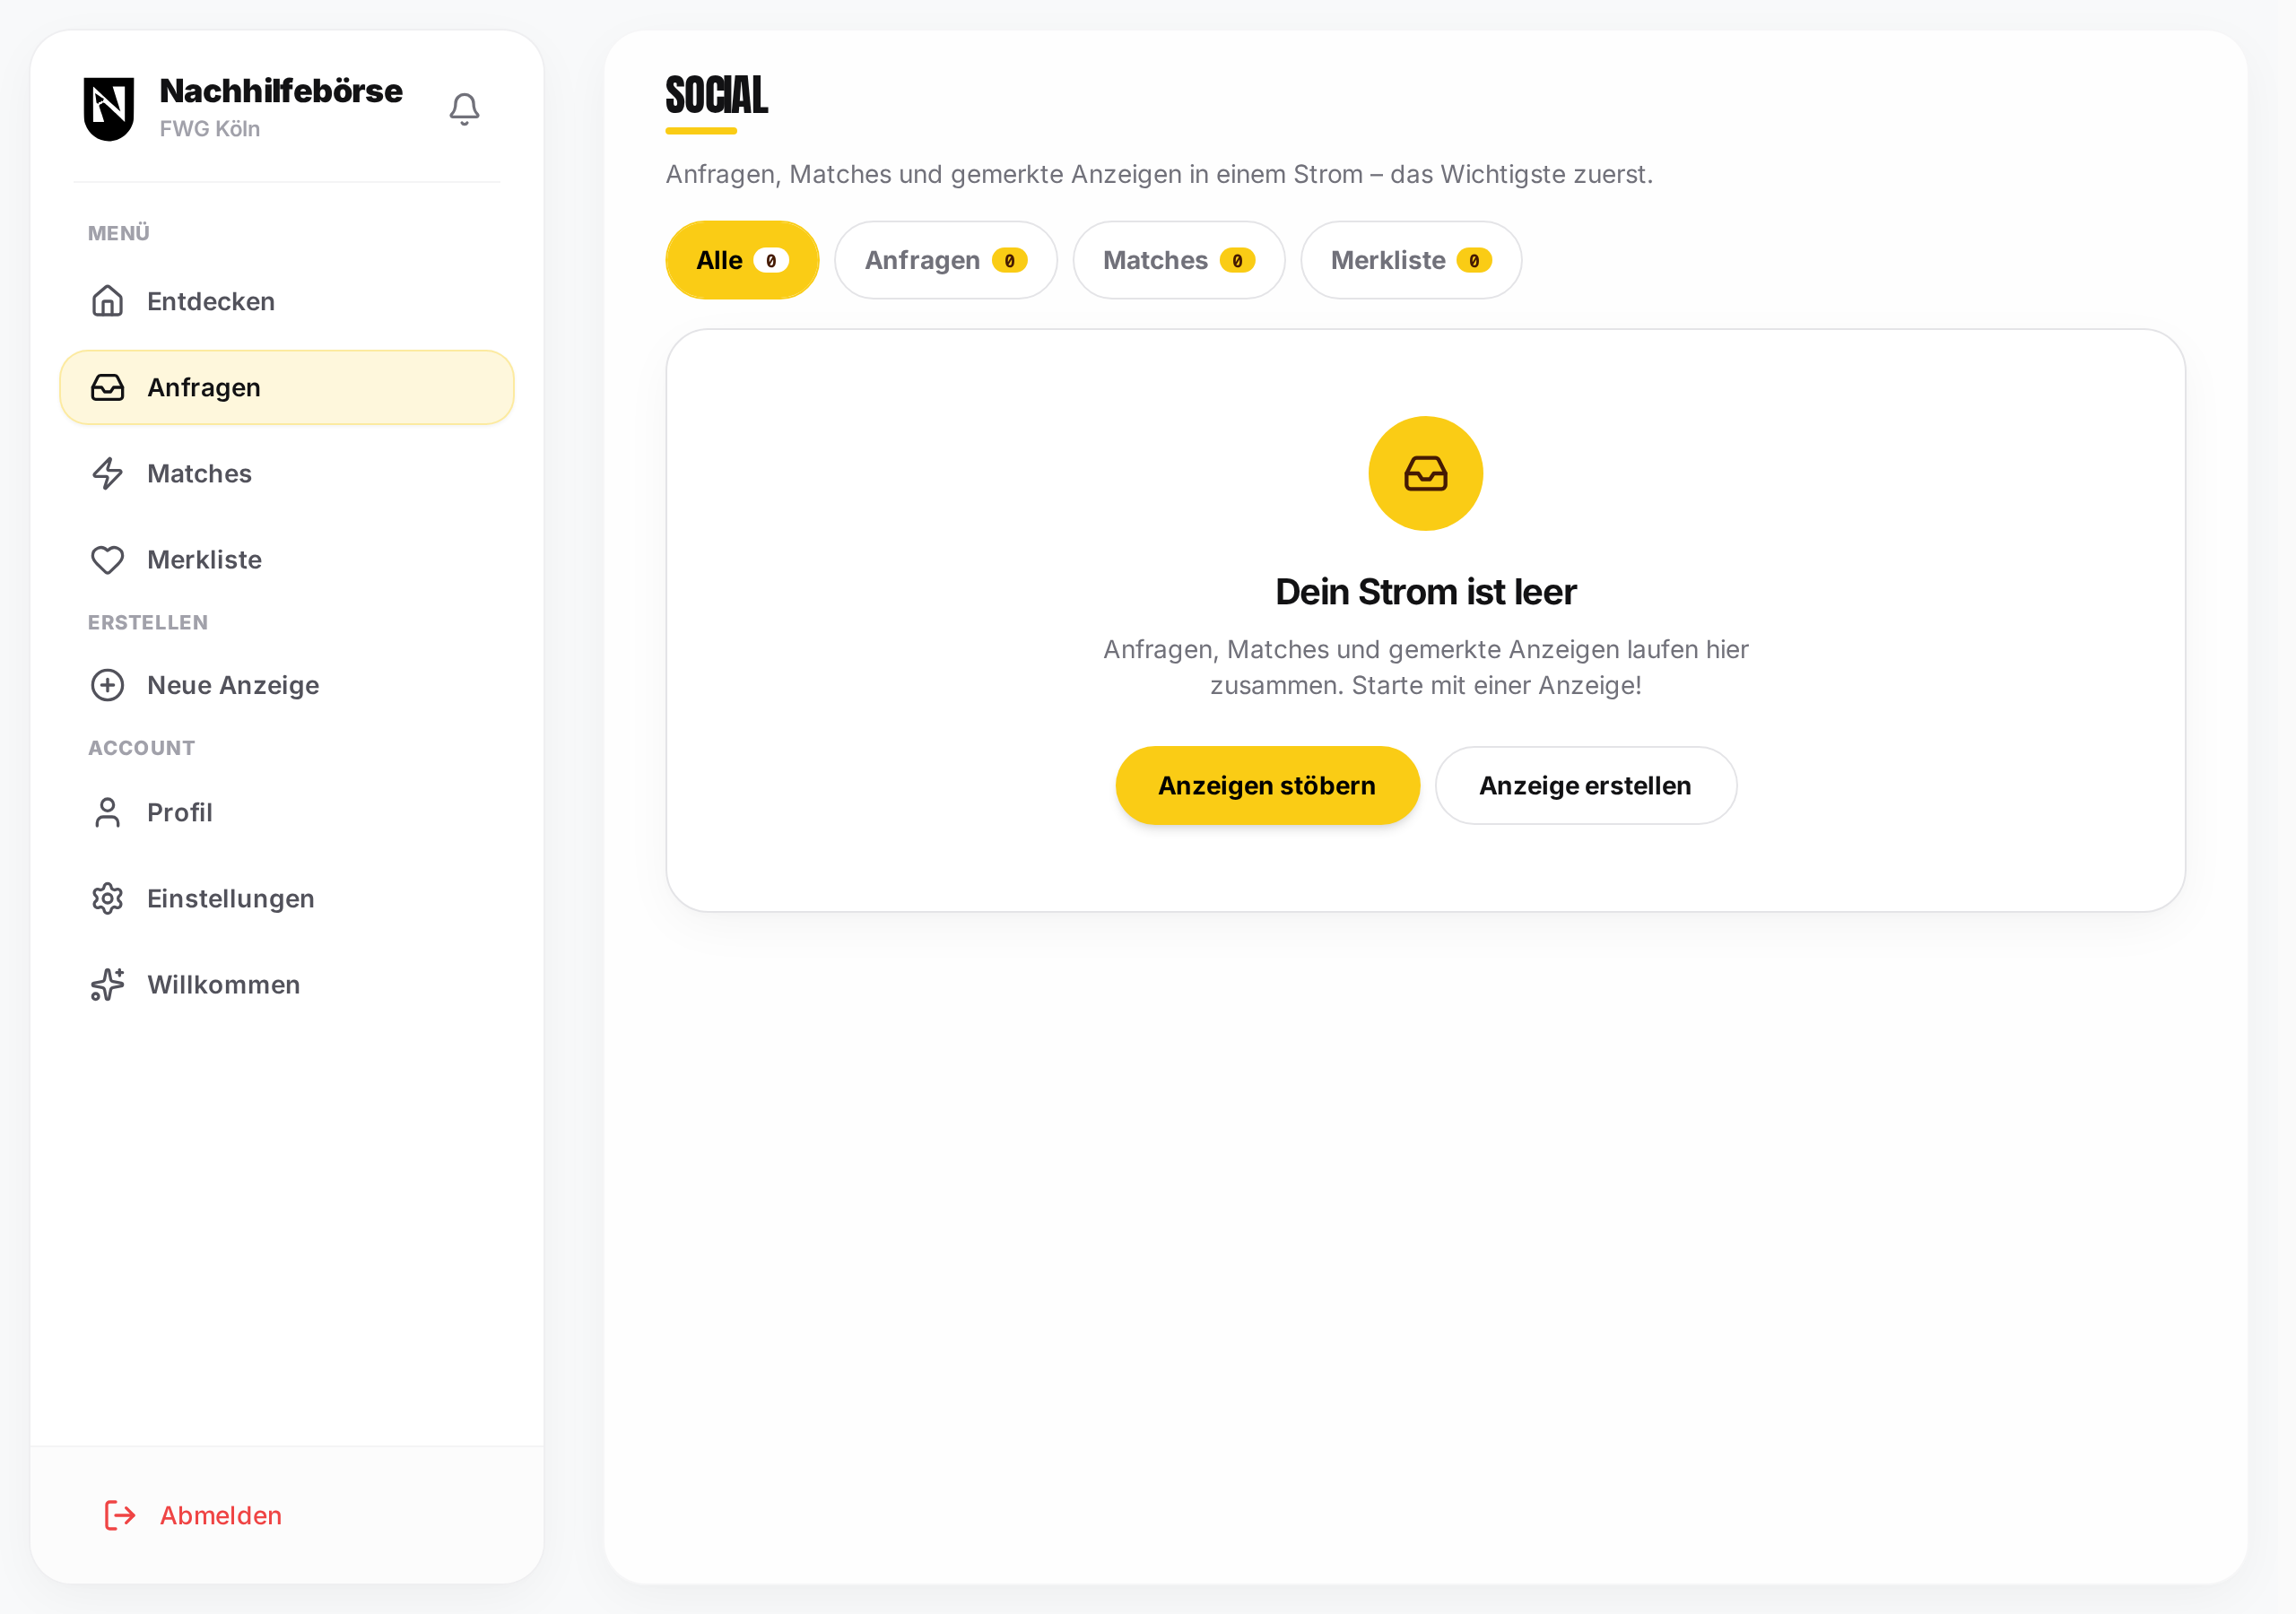 Nachhilfebörse
FWG Köln
MENÜ
Entdecken
Anfragen
Matches
Merkliste
ERSTELLEN
Neue Anzeige
ACCOUNT
Profil
Einstellungen
Willkommen
Abmelden
SOCIAL
Anfragen, Matches und gemerkte Anzeigen in einem Strom – das Wichtigste zuerst.
Alle 0 Anfragen 0 Matches 0 Merkliste 0
Dein Strom ist leer
Anfragen, Matches und gemerkte Anzeigen laufen hier
zusammen. Starte mit einer Anzeige!
Anzeigen stöbern Anzeige erstellen